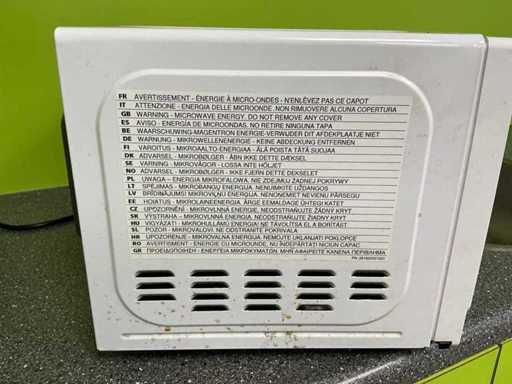 FR AVERTISSEMENT - ÉNERGIE À MICRO-ONDES - N'ENLÉVEZ PAS CE CAPOT
IT ATTENZIONE - ENERGIA DELLE MICROONDE, NON RIMUOVERE ALCUNA COPERTURA
GB WARNING - MICROWAVE ENERGY. DO NOT REMOVE ANY COVER
ES AVISO - ENERGÍA DE MICROONDAS, NO RETIRE NINGUNA TAPA
BE WAARSCHUWING-MAGENTRON ENERGIE-VERWIJDER DIT AFDEKPLAATJE NIET
DE WARNUNG - MIKROWELLENENERGIE - KEINE ABDECKUNG ENTFERNEN
FI VAROITUS - MIKROAALTO-ENERGIAA - ÄLÄ POISTA TÄTÄ SUOJAA
DK ADVARSEL - MIKROBØLGER - ÅBN IKKE DETTE DÆKSEL
SE VARNING - MIKROVÅGOR - LOSSA INTE HÖLJET
NO ADVARSEL - MIKROBØLGER - IKKE FJERN DETTE DEKSELET
PL UWAGA - ENERGIA MIKROFALOWA. NIE ZDEJMUJ ŻADNEJ POKRYWY
LT SPĖJIMAS - MIKROBANGŲ ENERGIJA, NENUIMKITE UŽDANGOS
LV BRĪDINĀJUMS MIKROVIĻŅU ENERĢIJA, NENOŅEMIET NEVIENU PĀRSEGU
EE HOIATUS - MIKROLAINEENERGIA, ÄRGE EEMALDAGE ÜHTEGI KATET
CZ UPOZORNĚNÍ - MIKROVLNNÁ ENERGIE, NEODSTRAŇUJTE ŽÁDNÝ KRYT
SK VÝSTRAHA - MIKROVLNNÁ ENERGIA, NEODSTRAŇUJTE ŽIADNY KRYT
HU VIGYÁZAT! - MIKROHULLÁMÚ ENERGIA, NE TÁVOLÍTSA EL A BORÍTÁST
SL POZOR - MIKROVALOVI - NE ODSTRANITE POKRIVALA
HR UPOZORENJE - MIKROVALNA ENERGIJA, NEMOJTE UKLANJATI POKLOPCE
RO AVERTISMENT - ENERGIE CU MICROUNDE, NU ÎNDEPĂRTAȚI NICIUN CAPAC
GR ΠΡΟΕΙΔΟΠΟΙΗΣΗ - ΕΝΕΡΓΕΙΑ ΜΙΚΡΟΚΥΜΑΤΩΝ, ΜΗΝ ΑΦΑΙΡΕΙΤΕ ΚΑΝΕΝΑ ΠΕΡΙΒΛΗΜΑ